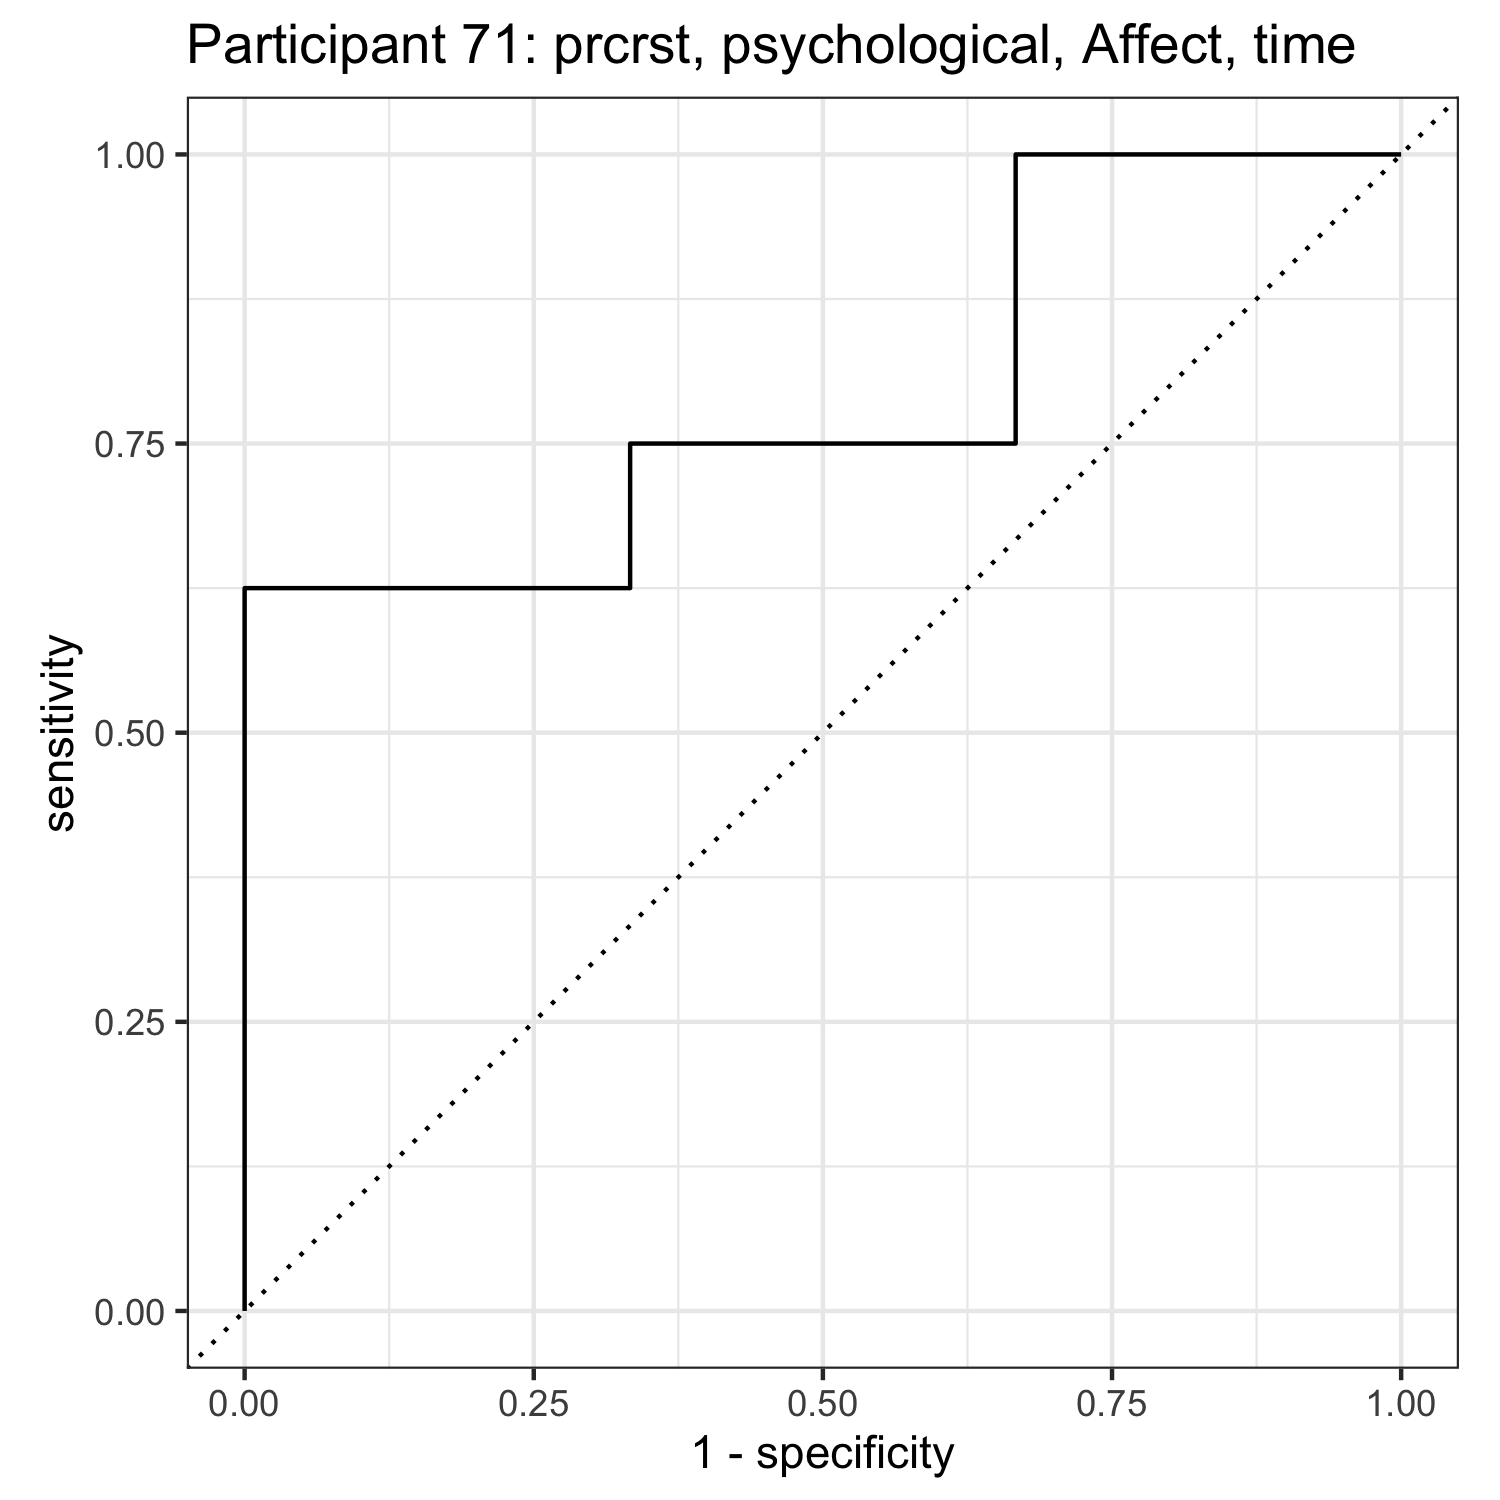 Participant 71: prcrst, psychological, Affect, time
1.00
0.75
0.50
0.25
0.00
sensitivity
0.00 0.25 0.50 0.75 1.00
1 - specificity